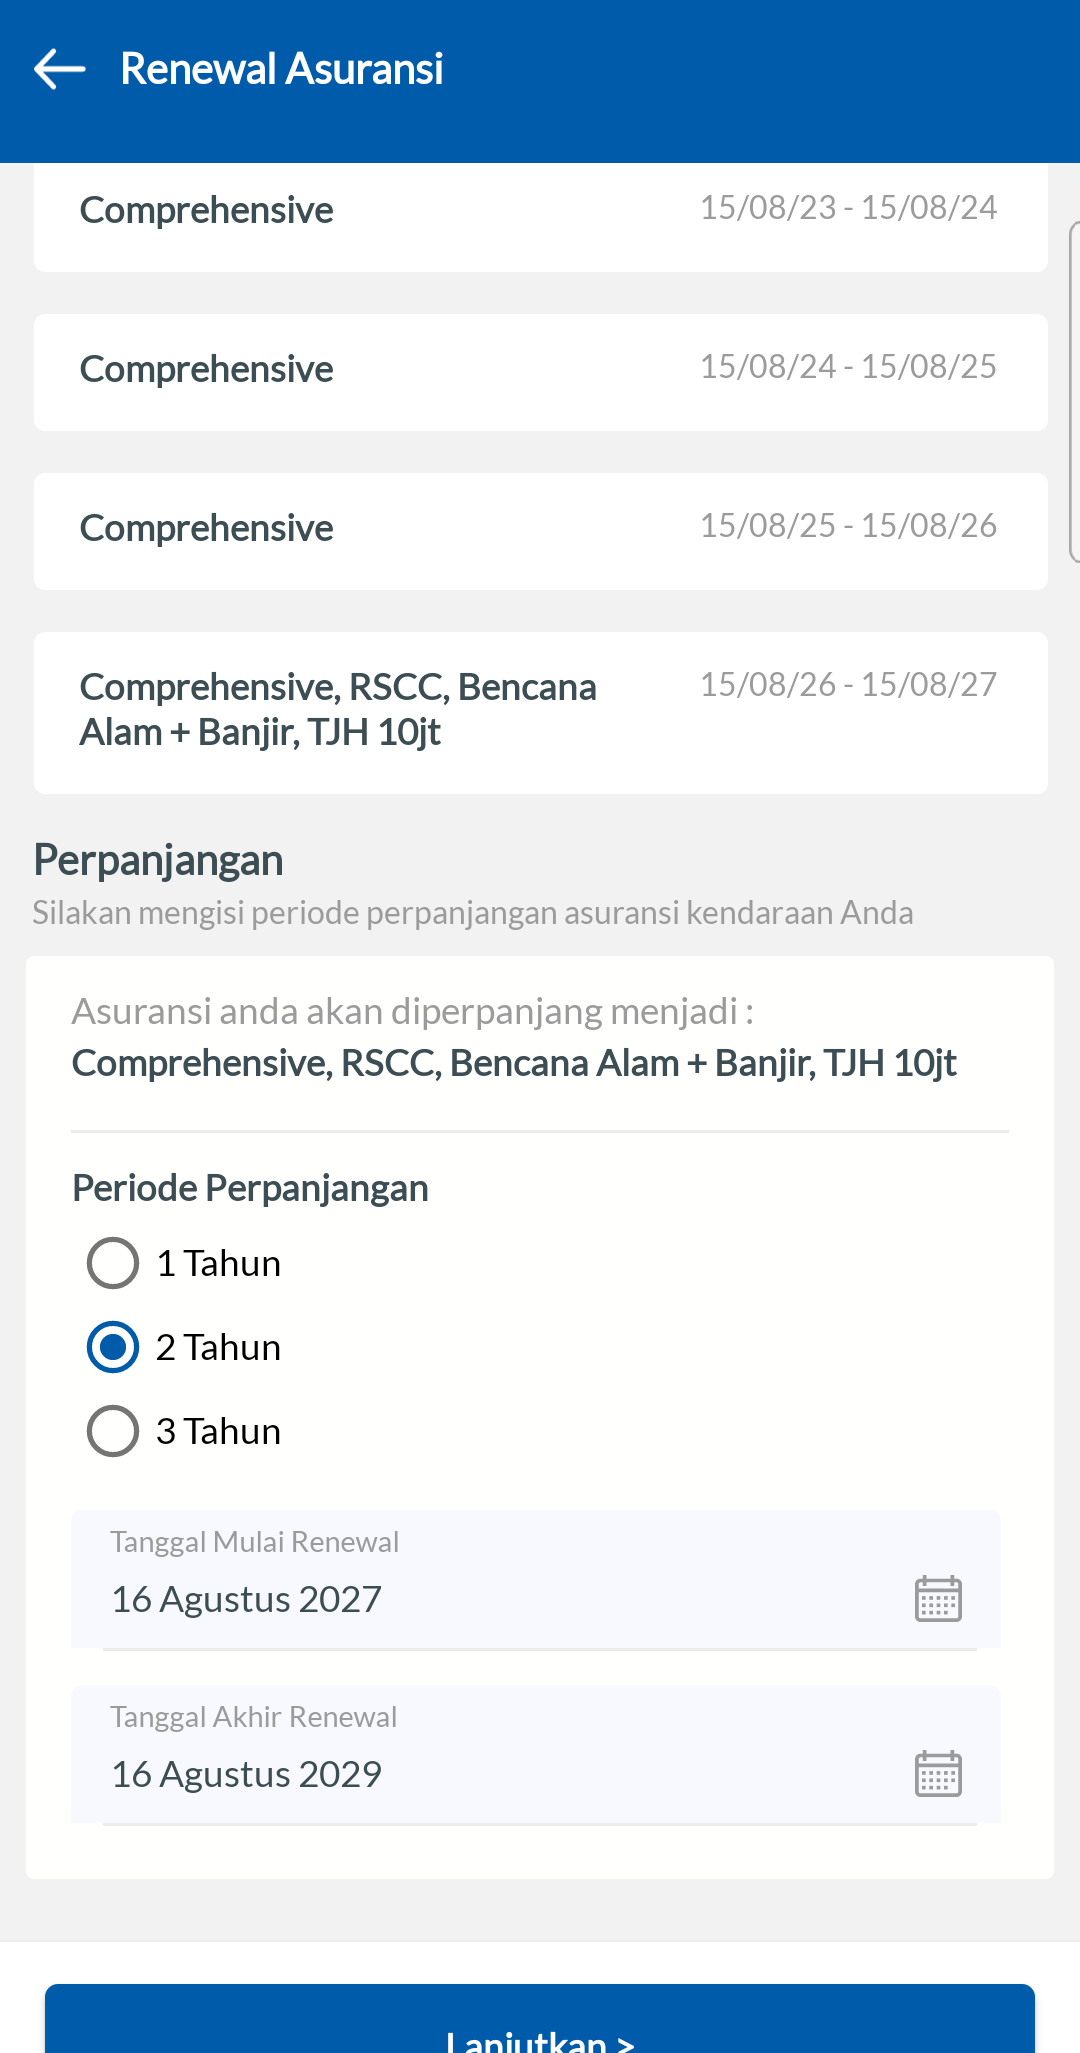 Renewal Asuransi
Comprehensive 15/08/23 - 15/08/24
Comprehensive 15/08/24 - 15/08/25
Comprehensive 15/08/25 - 15/08/26
Comprehensive, RSCC, Bencana 15/08/26 - 15/08/27
Alam + Banjir, TJH 10jt
Perpanjangan
Silakan mengisi periode perpanjangan asuransi kendaraan Anda
Asuransi anda akan diperpanjang menjadi :
Comprehensive, RSCC, Bencana Alam + Banjir, TJH 10jt
Periode Perpanjangan
1 Tahun
2 Tahun
3 Tahun
Tanggal Mulai Renewal
16 Agustus 2027
Tanggal Akhir Renewal
16 Agustus 2029
Lanjutkan >